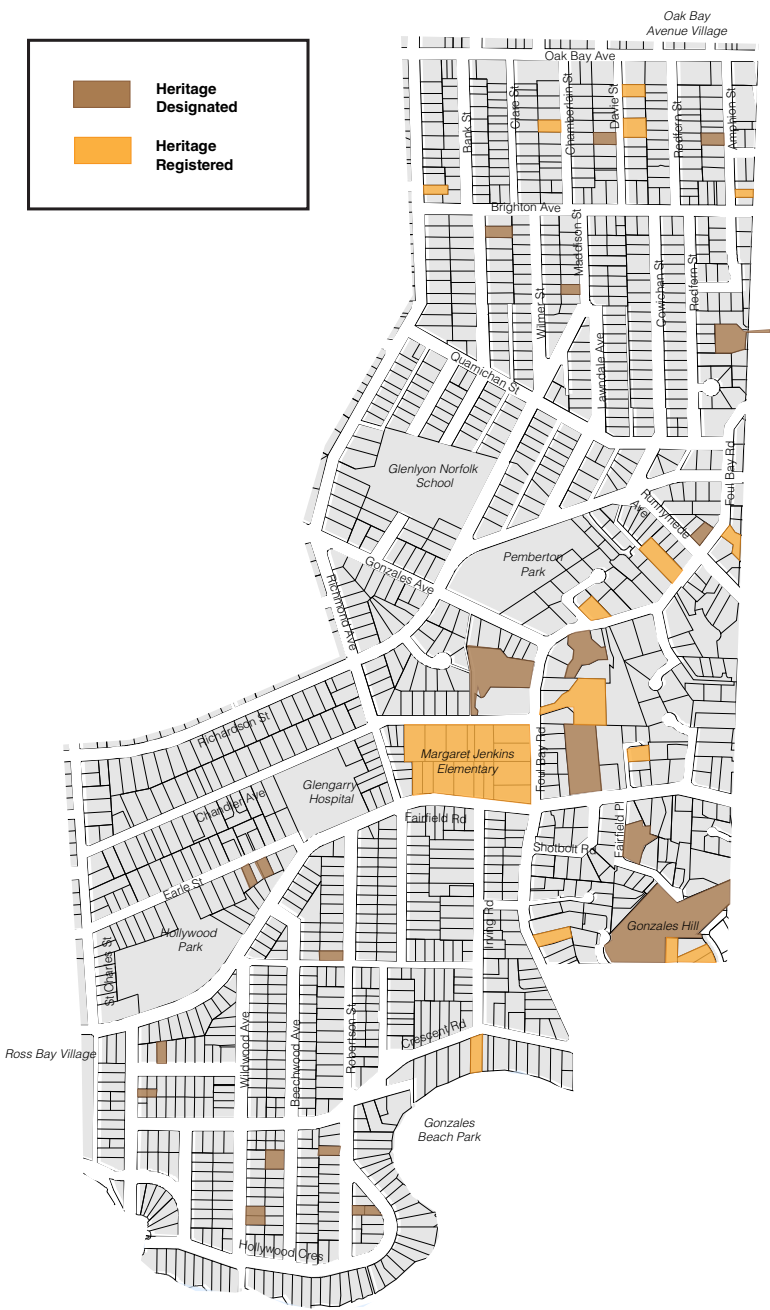 Oak Bay
Avenue Village
Oak Bay Ave
Heritage
Designated
Heritage
Registered
Bank St
Clare St
Chamberlain St
Davie St
Redfern St
Amphion St
Brighton Ave
Maddison St
Wilmer St
Lawndale Ave
Cowichan St
Redfern St
Quamichan St
Glenlyon Norfolk
School
Foul Bay Rd
Runnymede
Ave
Pemberton
Park
Gonzales Ave
Richmond Ave
Richardson St
Margaret Jenkins
Elementary
Foul Bay Rd
Glengarry
Hospital
Chandler Ave
Fairfield Rd
Fairfield Pl
Shotbolt Rd
Earle St
Hollywood
Park
Irving Rd
Gonzales Hill
St Charles St
Ross Bay Village
Wildwood Ave
Beechwood Ave
Robertson St
Crescent Rd
Gonzales
Beach Park
Hollywood Cres